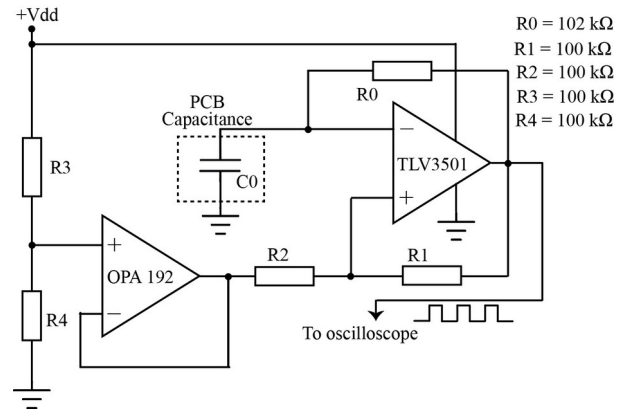 +Vdd
R0 = 102 kΩ
R1 = 100 kΩ
R2 = 100 kΩ
R3 = 100 kΩ
R4 = 100 kΩ
R0
PCB
Capacitance
C0
−
TLV3501
+
R3
+
OPA 192
−
R2
R1
R4
To oscilloscope